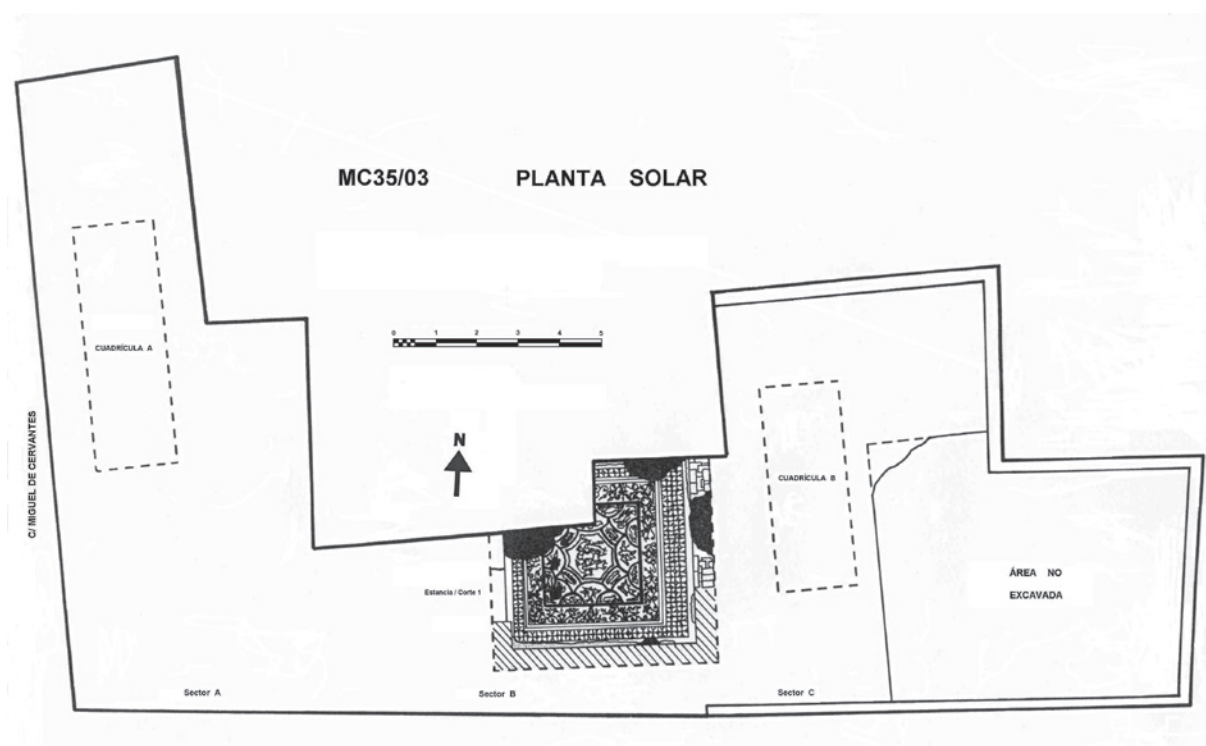 MC35/03 PLANTA SOLAR
0 1 2 3 4 5
CUADRÍCULA A
C/ MIGUEL DE CERVANTES
N
CUADRÍCULA B
ÁREA NO
EXCAVADA
Estancia / Corte 1
Sector A
Sector B
Sector C